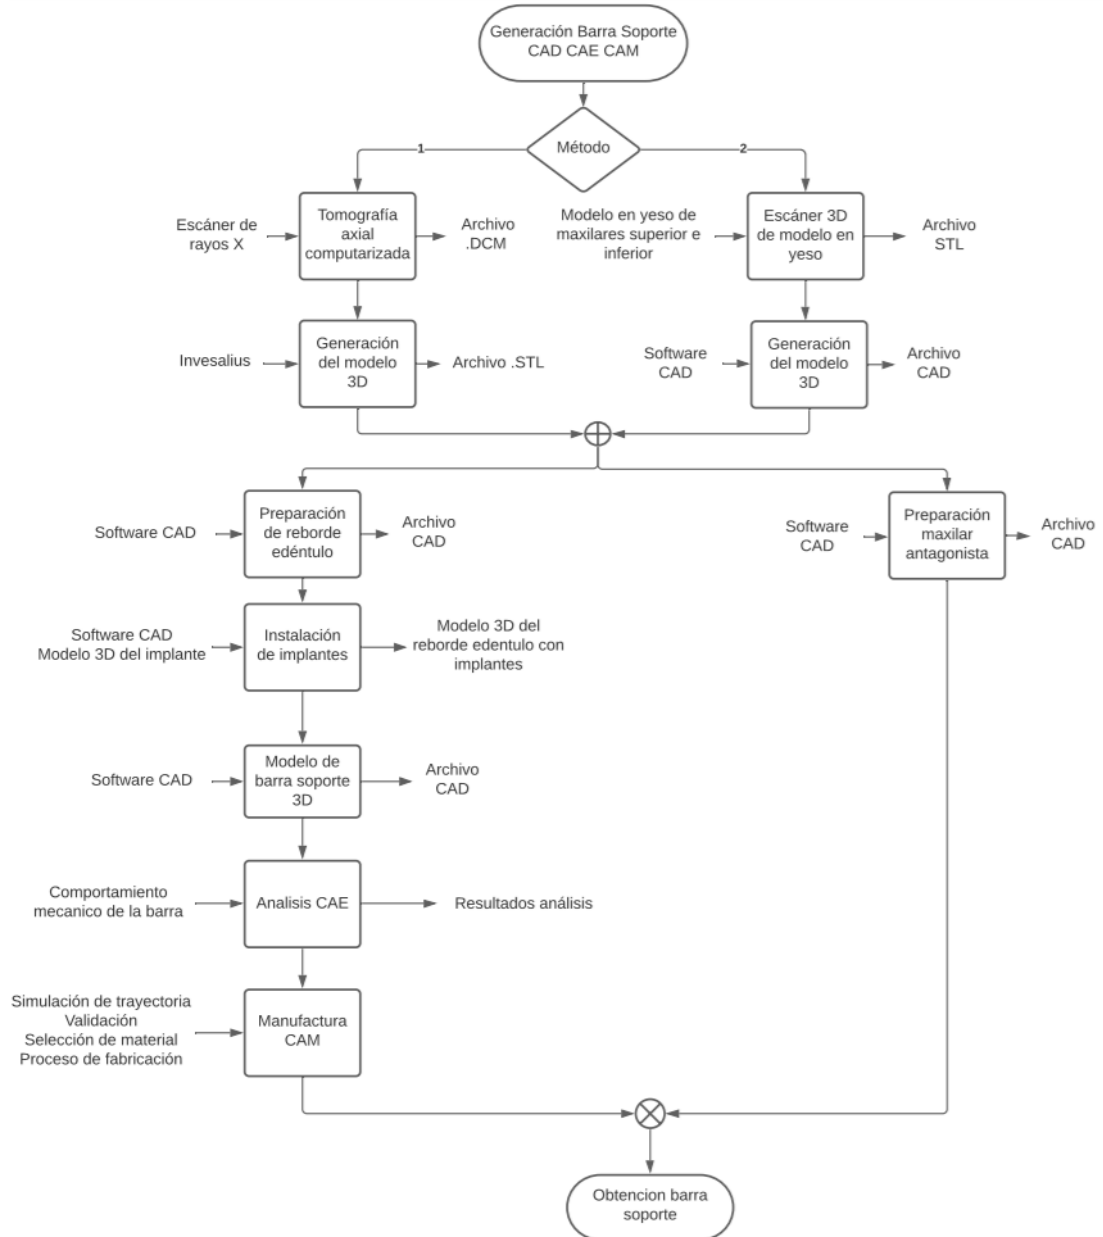 Generación Barra Soporte
CAD CAE CAM
Método
1
2
Escáner de
rayos X
Tomografía
axial
computarizada
Archivo
.DCM
Modelo en yeso de
maxilares superior e
inferior
Escáner 3D
de modelo en
yeso
Archivo
STL
Invesalius
Generación
del modelo
3D
Archivo .STL
Software
CAD
Generación
del modelo
3D
Archivo
CAD
Software CAD
Preparación
de reborde
edéntulo
Archivo
CAD
Software
CAD
Preparación
maxilar
antagonista
Archivo
CAD
Software CAD
Modelo 3D del implante
Instalación
de implantes
Modelo 3D del
reborde edentulo con
implantes
Software CAD
Modelo de
barra soporte
3D
Archivo
CAD
Comportamiento
mecanico de la barra
Analisis CAE
Resultados análisis
Simulación de trayectoria
Validación
Selección de material
Proceso de fabricación
Manufactura
CAM
Obtencion barra
soporte